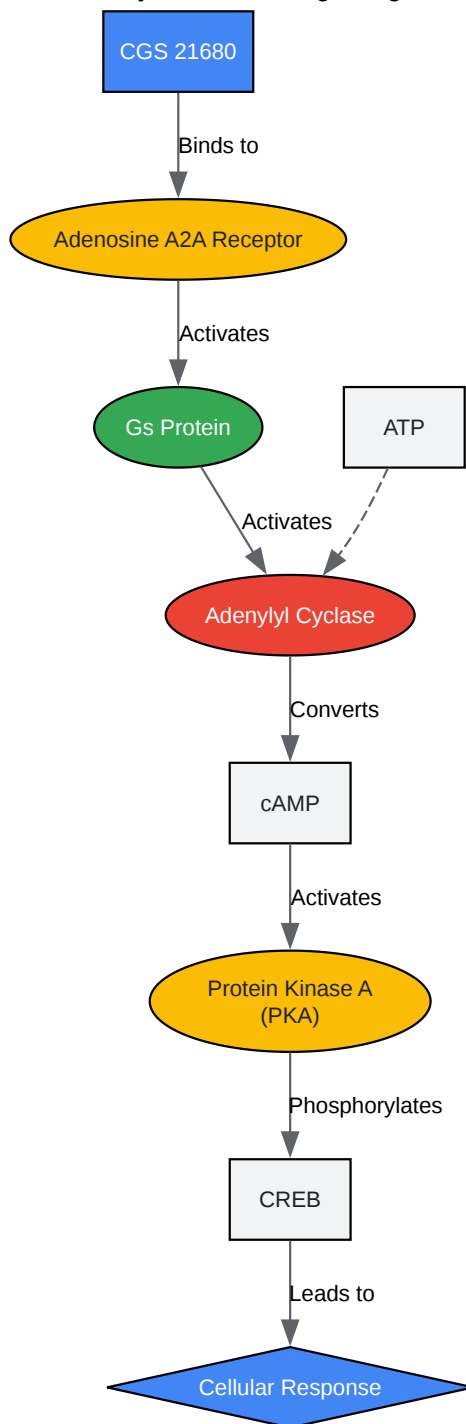 CGS 21680
Binds to
Adenosine A2A Receptor
Activates
Gs Protein
ATP
Activates
Adenylyl Cyclase
Converts
cAMP
Activates
Protein Kinase A
(PKA)
Phosphorylates
CREB
Leads to
Cellular Response